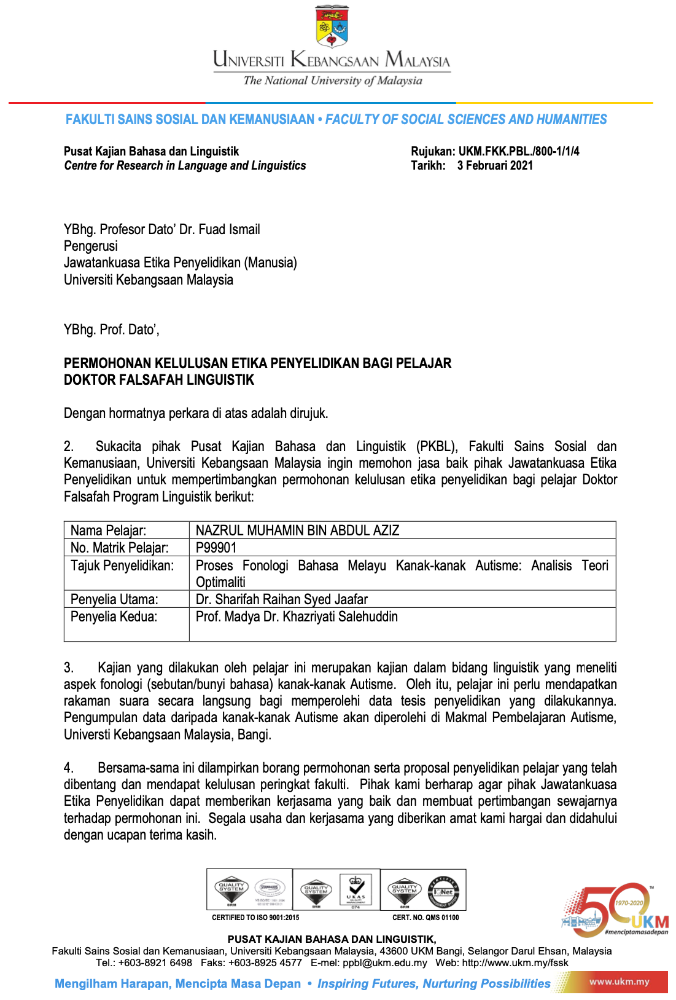 UNIVERSITI KEBANGSAAN MALAYSIA
The National University of Malaysia
FAKULTI SAINS SOSIAL DAN KEMANUSIAAN • FACULTY OF SOCIAL SCIENCES AND HUMANITIES
Pusat Kajian Bahasa dan Linguistik
Centre for Research in Language and Linguistics
Rujukan: UKM.FKK.PBL./800-1/1/4
Tarikh: 3 Februari 2021
YBhg. Profesor Dato’ Dr. Fuad Ismail
Pengerusi
Jawatankuasa Etika Penyelidikan (Manusia)
Universiti Kebangsaan Malaysia
YBhg. Prof. Dato’,
PERMOHONAN KELULUSAN ETIKA PENYELIDIKAN BAGI PELAJAR
DOKTOR FALSAFAH LINGUISTIK
Dengan hormatnya perkara di atas adalah dirujuk.
2. Sukacita pihak Pusat Kajian Bahasa dan Linguistik (PKBL), Fakulti Sains Sosial dan
Kemanusiaan, Universiti Kebangsaan Malaysia ingin memohon jasa baik pihak Jawatankuasa Etika
Penyelidikan untuk mempertimbangkan permohonan kelulusan etika penyelidikan bagi pelajar Doktor
Falsafah Program Linguistik berikut:
Nama Pelajar: NAZRUL MUHAMIN BIN ABDUL AZIZ
No. Matrik Pelajar: P99901
Tajuk Penyelidikan: Proses Fonologi Bahasa Melayu Kanak-kanak Autisme: Analisis Teori
Optimaliti
Penyelia Utama: Dr. Sharifah Raihan Syed Jaafar
Penyelia Kedua: Prof. Madya Dr. Khazriyati Salehuddin
3. Kajian yang dilakukan oleh pelajar ini merupakan kajian dalam bidang linguistik yang meneliti
aspek fonologi (sebutan/bunyi bahasa) kanak-kanak Autisme. Oleh itu, pelajar ini perlu mendapatkan
rakaman suara secara langsung bagi memperolehi data tesis penyelidikan yang dilakukannya.
Pengumpulan data daripada kanak-kanak Autisme akan diperolehi di Makmal Pembelajaran Autisme,
Universti Kebangsaan Malaysia, Bangi.
4. Bersama-sama ini dilampirkan borang permohonan serta proposal penyelidikan pelajar yang telah
dibentang dan mendapat kelulusan peringkat fakulti. Pihak kami berharap agar pihak Jawatankuasa
Etika Penyelidikan dapat memberikan kerjasama yang baik dan membuat pertimbangan sewajarnya
terhadap permohonan ini. Segala usaha dan kerjasama yang diberikan amat kami hargai dan didahului
dengan ucapan terima kasih.
QUALITY SYSTEM
SIRIM
STANDARDS
QUALITY SYSTEM
SIRIM
UKAS
QUALITY MANAGEMENT
074
QUALITY SYSTEM
SIRIM
CERTIFIED
IQNet
MANAGEMENT SYSTEM
CERTIFIED TO ISO 9001:2015
CERT. NO. QMS 01100
50
TM
1970-2020
UKM
#menciptamasadepan
PUSAT KAJIAN BAHASA DAN LINGUISTIK,
Fakulti Sains Sosial dan Kemanusiaan, Universiti Kebangsaan Malaysia, 43600 UKM Bangi, Selangor Darul Ehsan, Malaysia
Tel.: +603-8921 6498 Faks: +603-8925 4577 E-mel: ppbl@ukm.edu.my Web: http://www.ukm.my/fssk
Mengilham Harapan, Mencipta Masa Depan • Inspiring Futures, Nurturing Possibilities
www.ukm.my